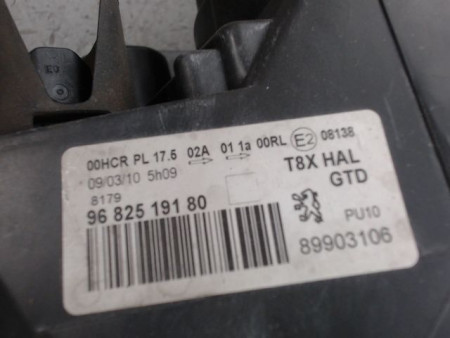 E9
00HCR PL 17.5 02A 01 1a 00RL E2 08138
09/03/10 5h09
T8X HAL
GTD
8179
96 825 191 80
PU10
89903106